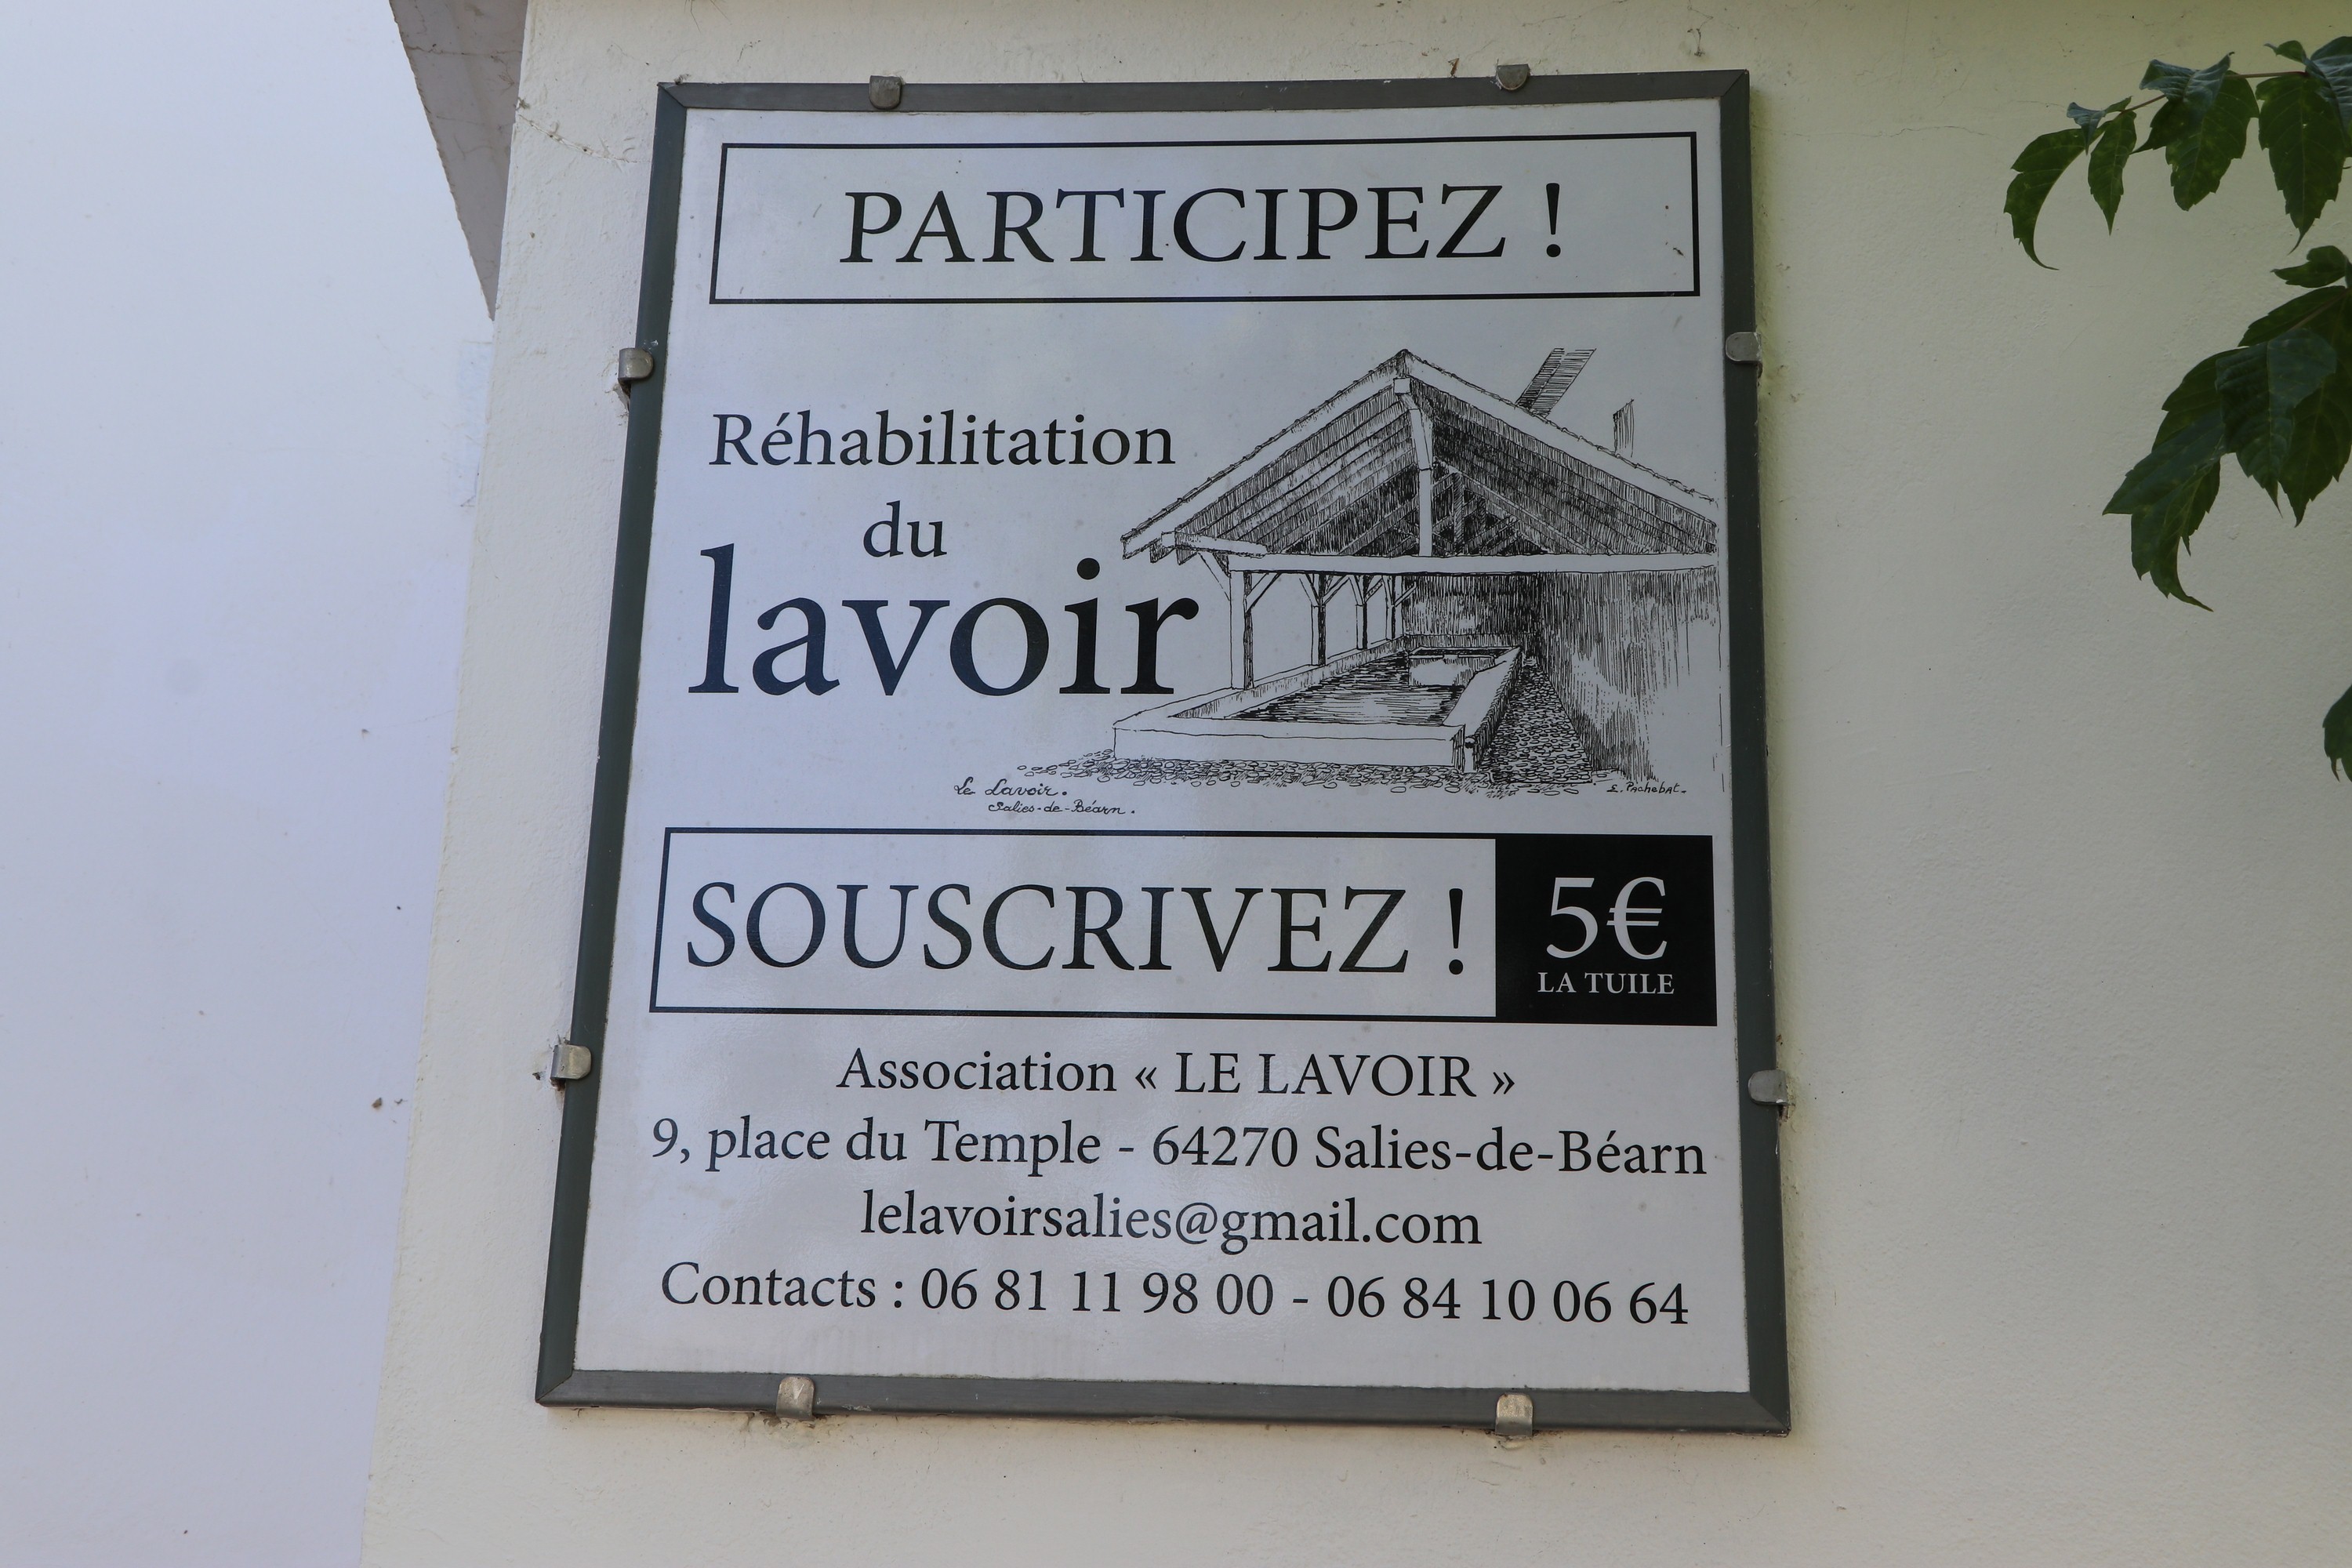 PARTICIPEZ !
Réhabilitation
du
lavoir
Le Lavoir.
Salies-de-Béarn.
E. Pachebat-
SOUSCRIVEZ !
5€
LA TUILE
Association « LE LAVOIR »
9, place du Temple - 64270 Salies-de-Béarn
lelavoirsalies@gmail.com
Contacts : 06 81 11 98 00 - 06 84 10 06 64